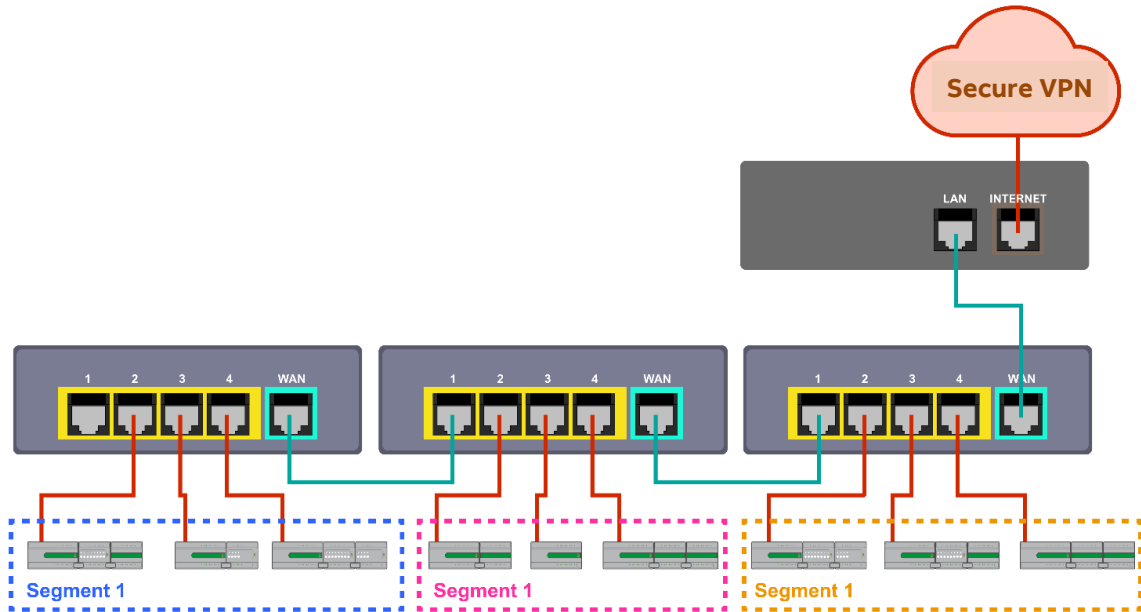 Secure VPN
LAN INTERNET
1 2 3 4 WAN
1 2 3 4 WAN
1 2 3 4 WAN
Segment 1
Segment 1
Segment 1